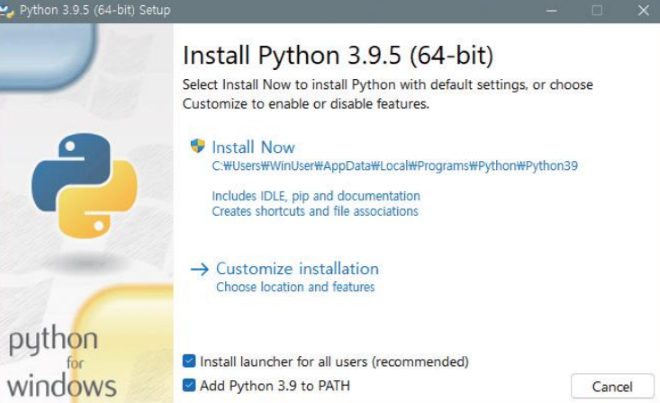 Python 3.9.5 (64-bit) Setup
Install Python 3.9.5 (64-bit)
Select Install Now to install Python with default settings, or choose
Customize to enable or disable features.
Install Now
C:₩Users₩WinUser₩AppData₩Local₩Programs₩Python₩Python39
Includes IDLE, pip and documentation
Creates shortcuts and file associations
→ Customize installation
Choose location and features
python
for
windows
Install launcher for all users (recommended)
Add Python 3.9 to PATH
Cancel